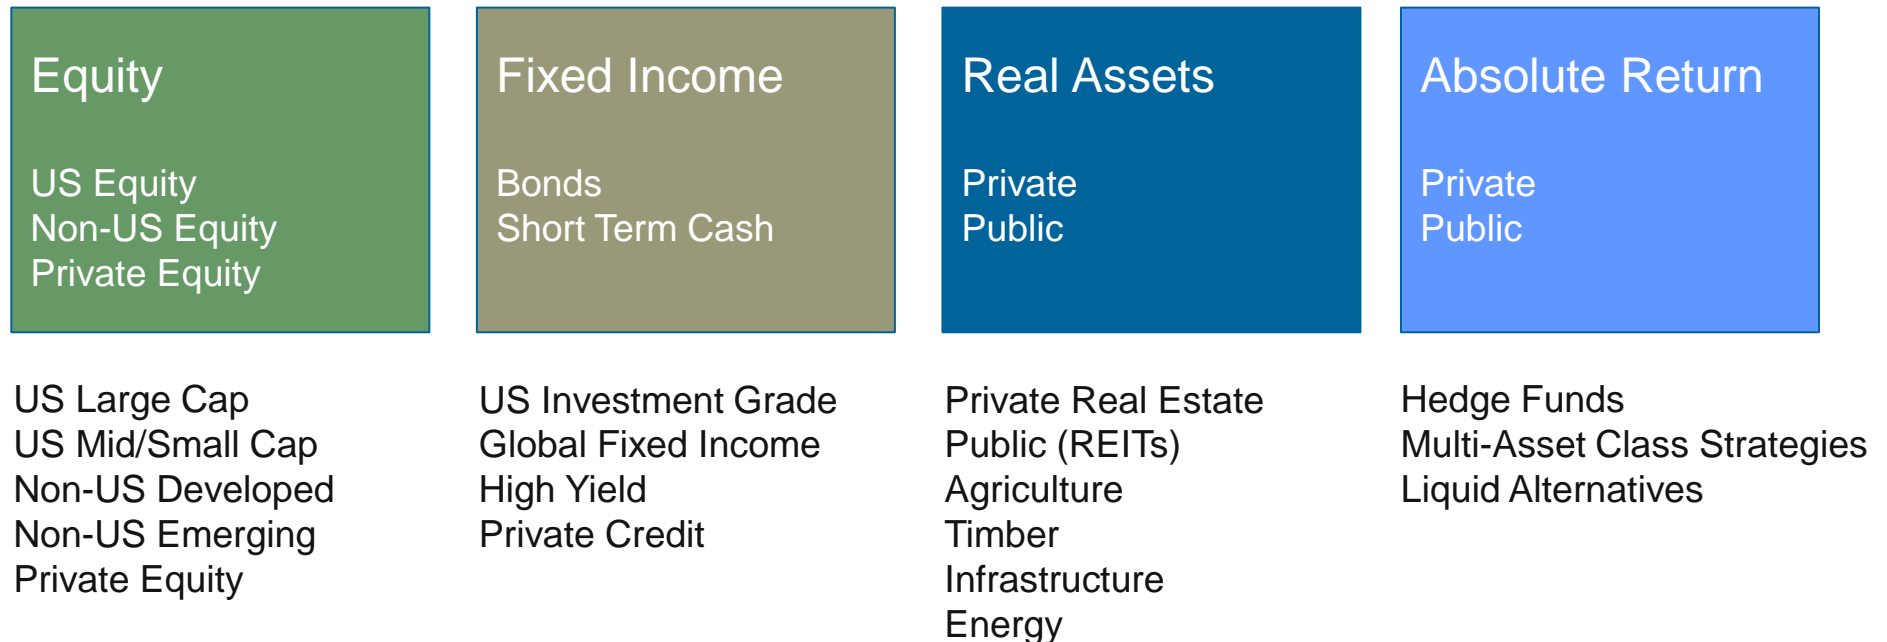 Equity
US Equity
Non-US Equity
Private Equity
Fixed Income
Bonds
Short Term Cash
Real Assets
Private
Public
Absolute Return
Private
Public
US Large Cap
US Mid/Small Cap
Non-US Developed
Non-US Emerging
Private Equity
US Investment Grade
Global Fixed Income
High Yield
Private Credit
Private Real Estate
Public (REITs)
Agriculture
Timber
Infrastructure
Energy
Hedge Funds
Multi-Asset Class Strategies
Liquid Alternatives